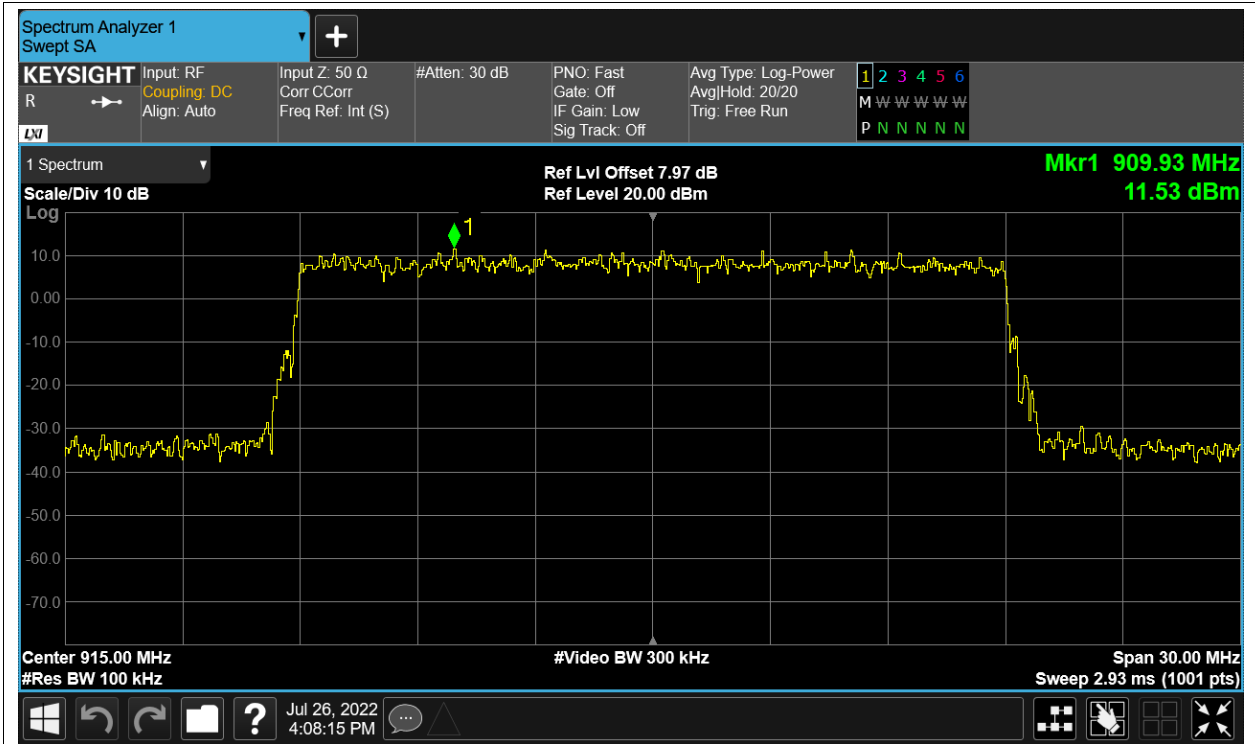 Spectrum Analyzer 1
Swept SA
KEYSIGHT
R
LXI
Input: RF
Coupling: DC
Align: Auto
Input Z: 50 Ω
Corr CCorr
Freq Ref: Int (S)
#Atten: 30 dB
PNO: Fast
Gate: Off
IF Gain: Low
Sig Track: Off
Avg Type: Log-Power
Avg|Hold: 20/20
Trig: Free Run
1 2 3 4 5 6
M W W W W W
P N N N N N
1 Spectrum
Scale/Div 10 dB
Log
Ref Lvl Offset 7.97 dB
Ref Level 20.00 dBm
Mkr1 909.93 MHz
11.53 dBm
1
10.0
0.00
-10.0
-20.0
-30.0
-40.0
-50.0
-60.0
-70.0
Center 915.00 MHz
#Res BW 100 kHz
#Video BW 300 kHz
Span 30.00 MHz
Sweep 2.93 ms (1001 pts)
?
Jul 26, 2022
4:08:15 PM